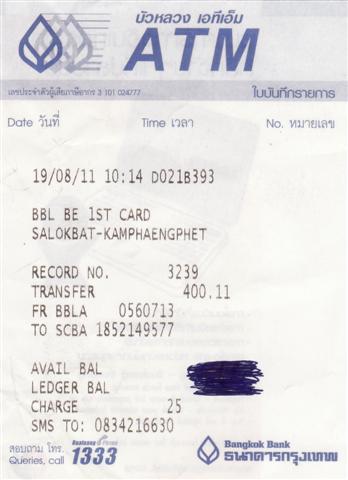 บัวหลวง เอทีเอ็ม
ATM
เลขประจำตัวผู้เสียภาษีอากร 3 101 024777
ใบบันทึกรายการ
Date วันที่ Time เวลา No. หมายเลข
19/08/11 10:14 D021B393
BBL BE 1ST CARD
SALOKBAT-KAMPHAENGPHET
RECORD NO. 3239
TRANSFER 400.11
FR BBLA 0560713
TO SCBA 1852149577
AVAIL BAL
LEDGER BAL
CHARGE 25
SMS TO: 0834216630
สอบถาม โทร. Bualuang Phone
Queries, call 1333
Bangkok Bank
ธนาคารกรุงเทพ